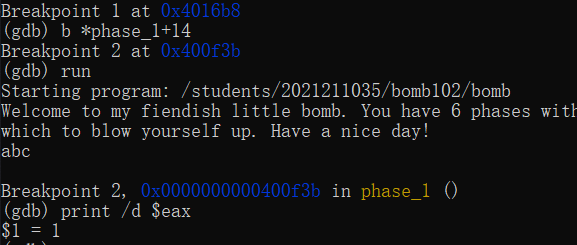 Breakpoint 1 at 0x4016b8
(gdb) b *phase_1+14
Breakpoint 2 at 0x400f3b
(gdb) run
Starting program: /students/2021211035/bomb102/bomb
Welcome to my fiendish little bomb. You have 6 phases with
which to blow yourself up. Have a nice day!
abc
Breakpoint 2, 0x0000000000400f3b in phase_1 ()
(gdb) print /d $eax
$1 = 1